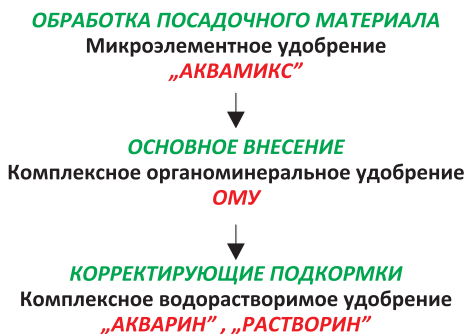 ОБРАБОТКА ПОСАДОЧНОГО МАТЕРИАЛА
Микроэлементное удобрение
„АКВАМИКС”
ОСНОВНОЕ ВНЕСЕНИЕ
Комплексное органоминеральное удобрение
ОМУ
КОРРЕКТИРУЮЩИЕ ПОДКОРМКИ
Комплексное водорастворимое удобрение
„АКВАРИН” , „РАСТВОРИН”